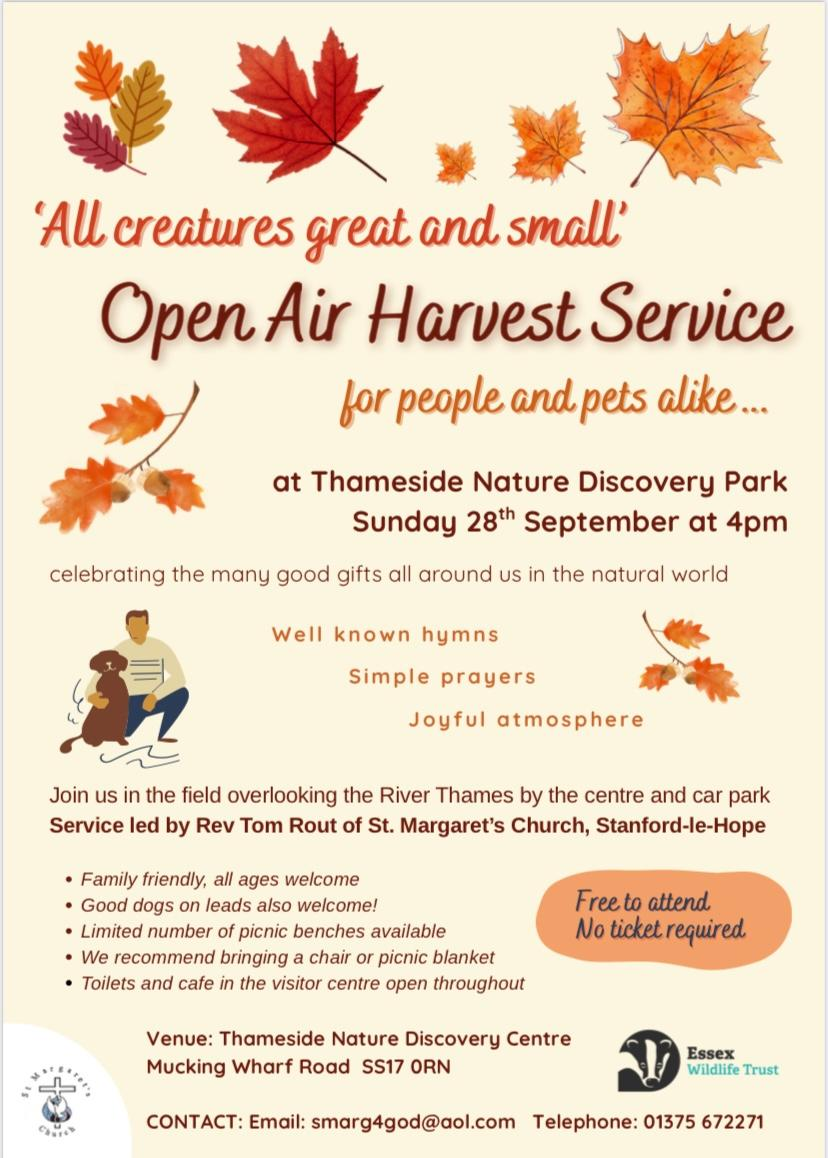 ‘All creatures great and small’
Open Air Harvest Service
for people and pets alike...
at Thameside Nature Discovery Park
Sunday 28th September at 4pm
celebrating the many good gifts all around us in the natural world
Well known hymns
Simple prayers
Joyful atmosphere
Join us in the field overlooking the River Thames by the centre and car park
Service led by Rev Tom Rout of St. Margaret’s Church, Stanford-le-Hope
• Family friendly, all ages welcome
• Good dogs on leads also welcome!
• Limited number of picnic benches available
• We recommend bringing a chair or picnic blanket
• Toilets and cafe in the visitor centre open throughout
Free to attend
No ticket required
Venue: Thameside Nature Discovery Centre
Mucking Wharf Road SS17 0RN
Essex
Wildlife Trust
St Margaret's
Church
CONTACT: Email: smarg4god@aol.com Telephone: 01375 672271